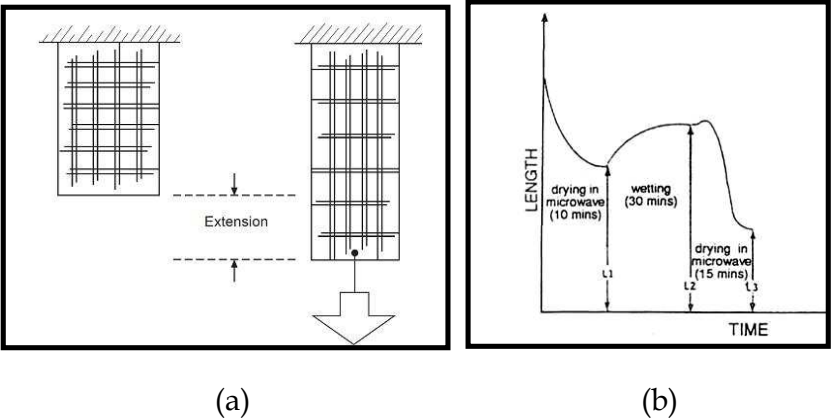 Extension
LENGTH
drying in
microwave
(10 mins)
wetting
(30 mins)
drying in
microwave
(15 mins)
L1
L2
L3
TIME
(a)
(b)